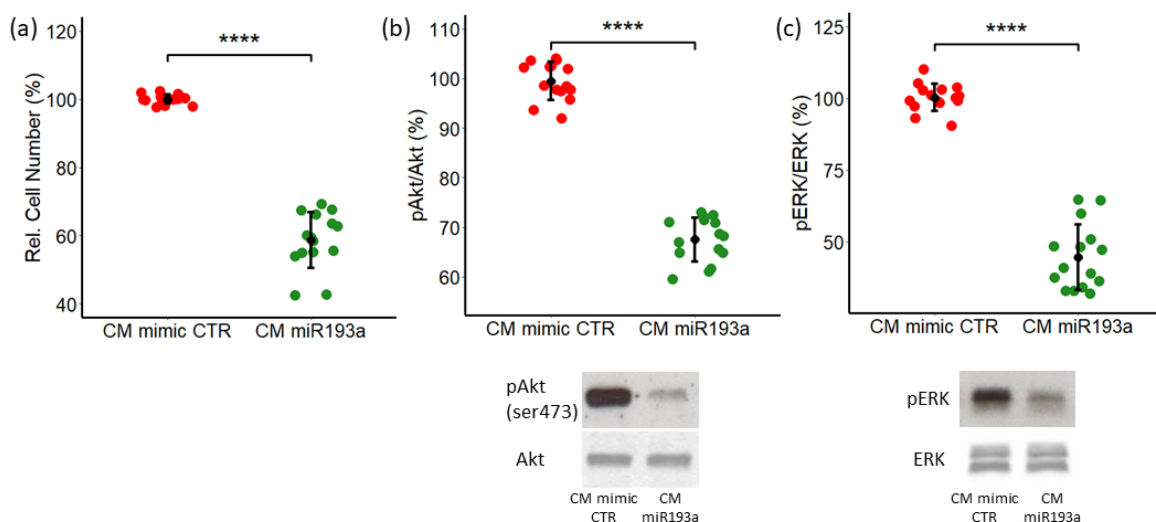 (a)
Rel. Cell Number (%)
120
100
80
60
40
****
CM mimic CTR
CM miR193a
(b)
pAkt/Akt (%)
110
100
90
80
70
60
****
CM mimic CTR
CM miR193a
pAkt
(ser473)
Akt
CM mimic
CTR
CM
miR193a
(c)
pERK/ERK (%)
125
100
75
50
****
CM mimic CTR
CM miR193a
pERK
ERK
CM mimic
CTR
CM
miR193a